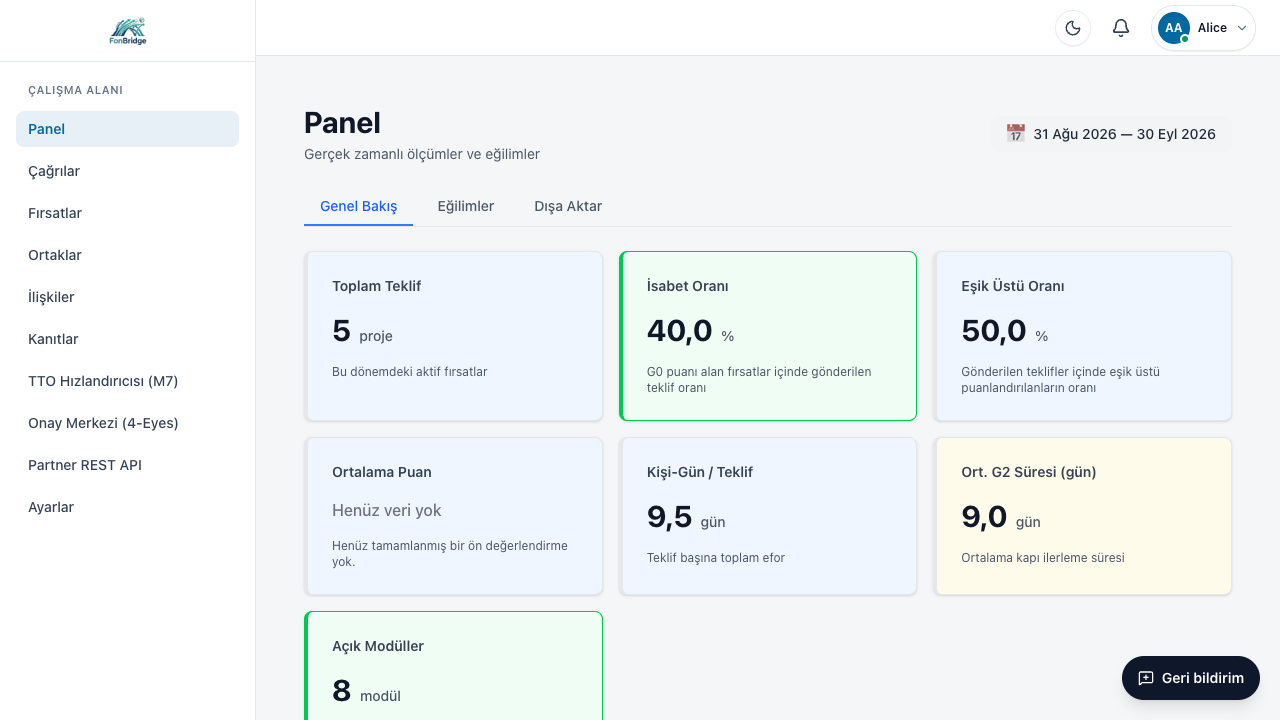 FonBridge
ÇALIŞMA ALANI
Panel
Çağrılar
Fırsatlar
Ortaklar
İlişkiler
Kanıtlar
TTO Hızlandırıcısı (M7)
Onay Merkezi (4-Eyes)
Partner REST API
Ayarlar
AA
Alice
Panel
Gerçek zamanlı ölçümler ve eğilimler
31 Ağu 2026 — 30 Eyl 2026
Genel Bakış
Eğilimler
Dışa Aktar
Toplam Teklif
5 proje
Bu dönemdeki aktif fırsatlar
İsabet Oranı
40,0 %
G0 puanı alan fırsatlar içinde gönderilen
teklif oranı
Eşik Üstü Oranı
50,0 %
Gönderilen teklifler içinde eşik üstü
puanlandırılanların oranı
Ortalama Puan
Henüz veri yok
Henüz tamamlanmış bir ön değerlendirme
yok.
Kişi-Gün / Teklif
9,5 gün
Teklif başına toplam efor
Ort. G2 Süresi (gün)
9,0 gün
Ortalama kapı ilerleme süresi
Açık Modüller
8 modül
Geri bildirim